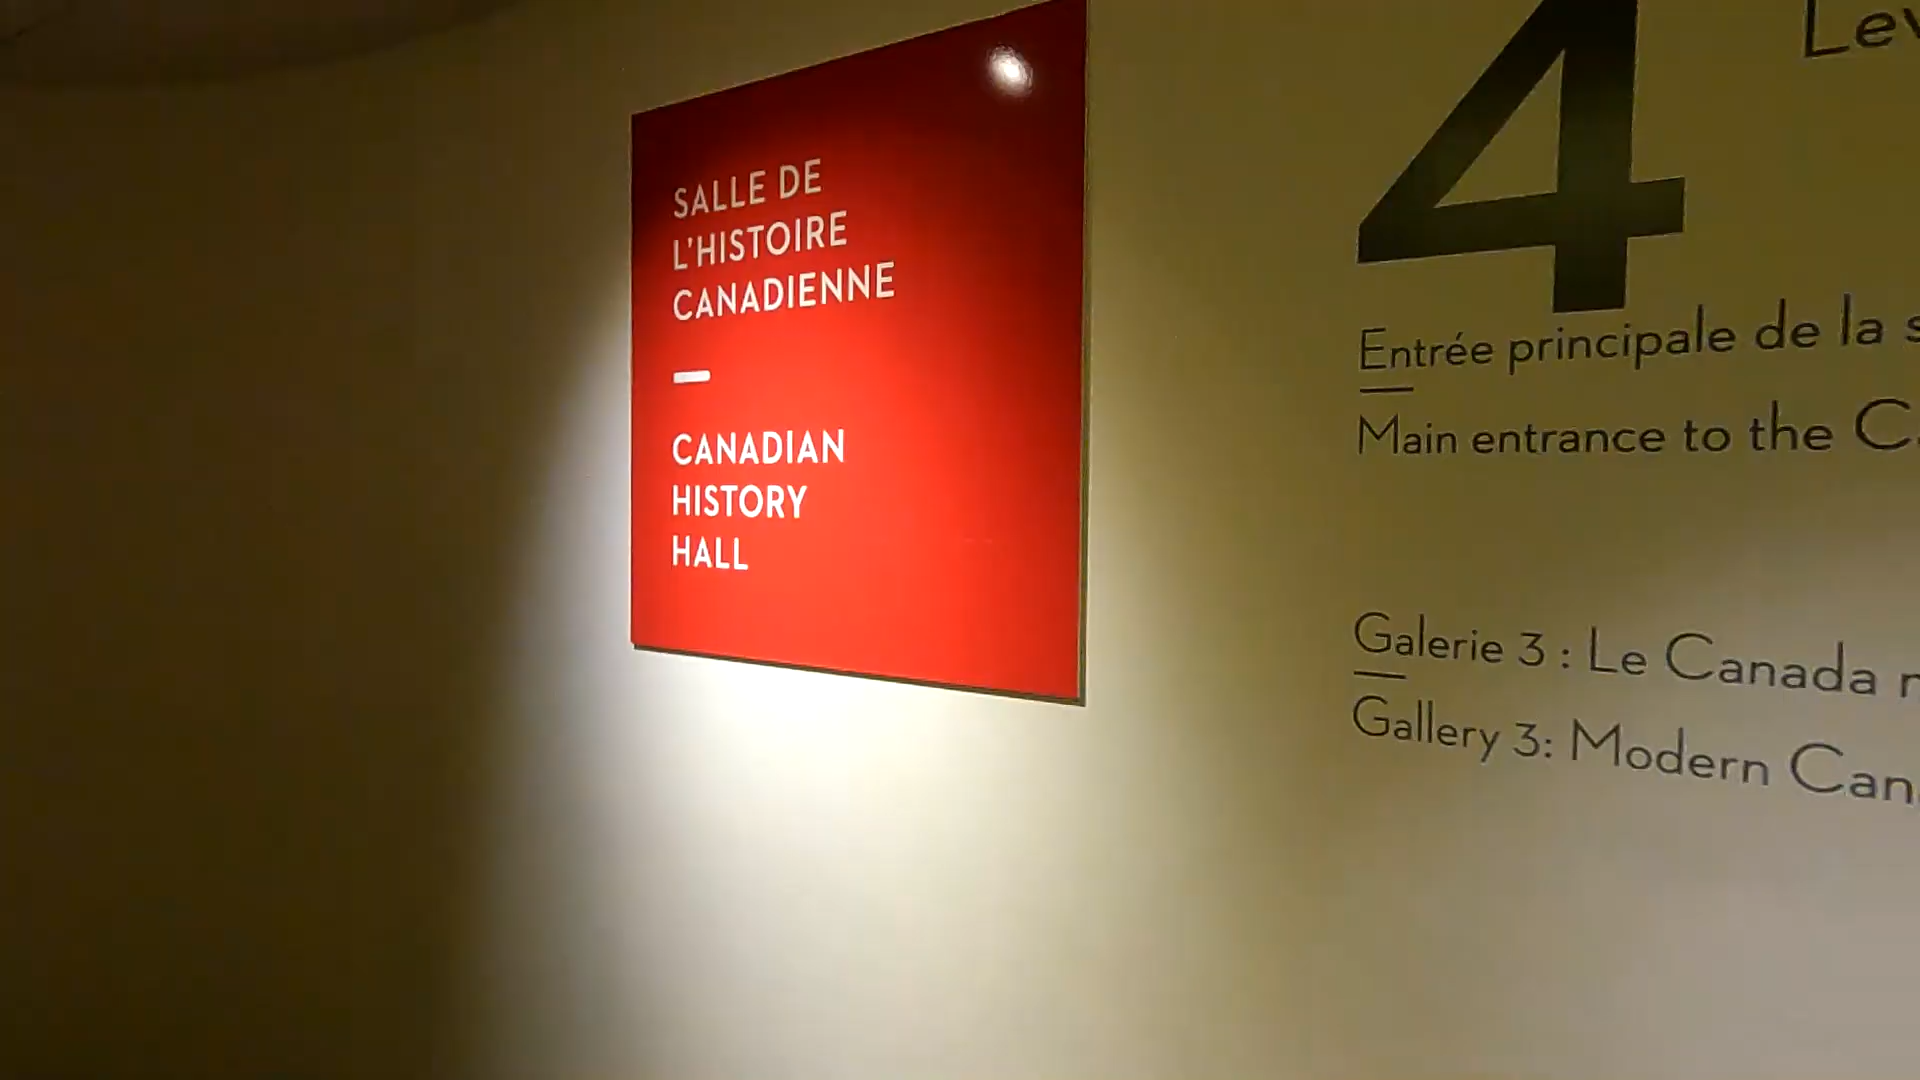 SALLE DE
L'HISTOIRE
CANADIENNE
CANADIAN
HISTORY
HALL
4
Entrée principale de la
Main entrance to the
Galerie 3 : Le Canada
Gallery 3: Modern